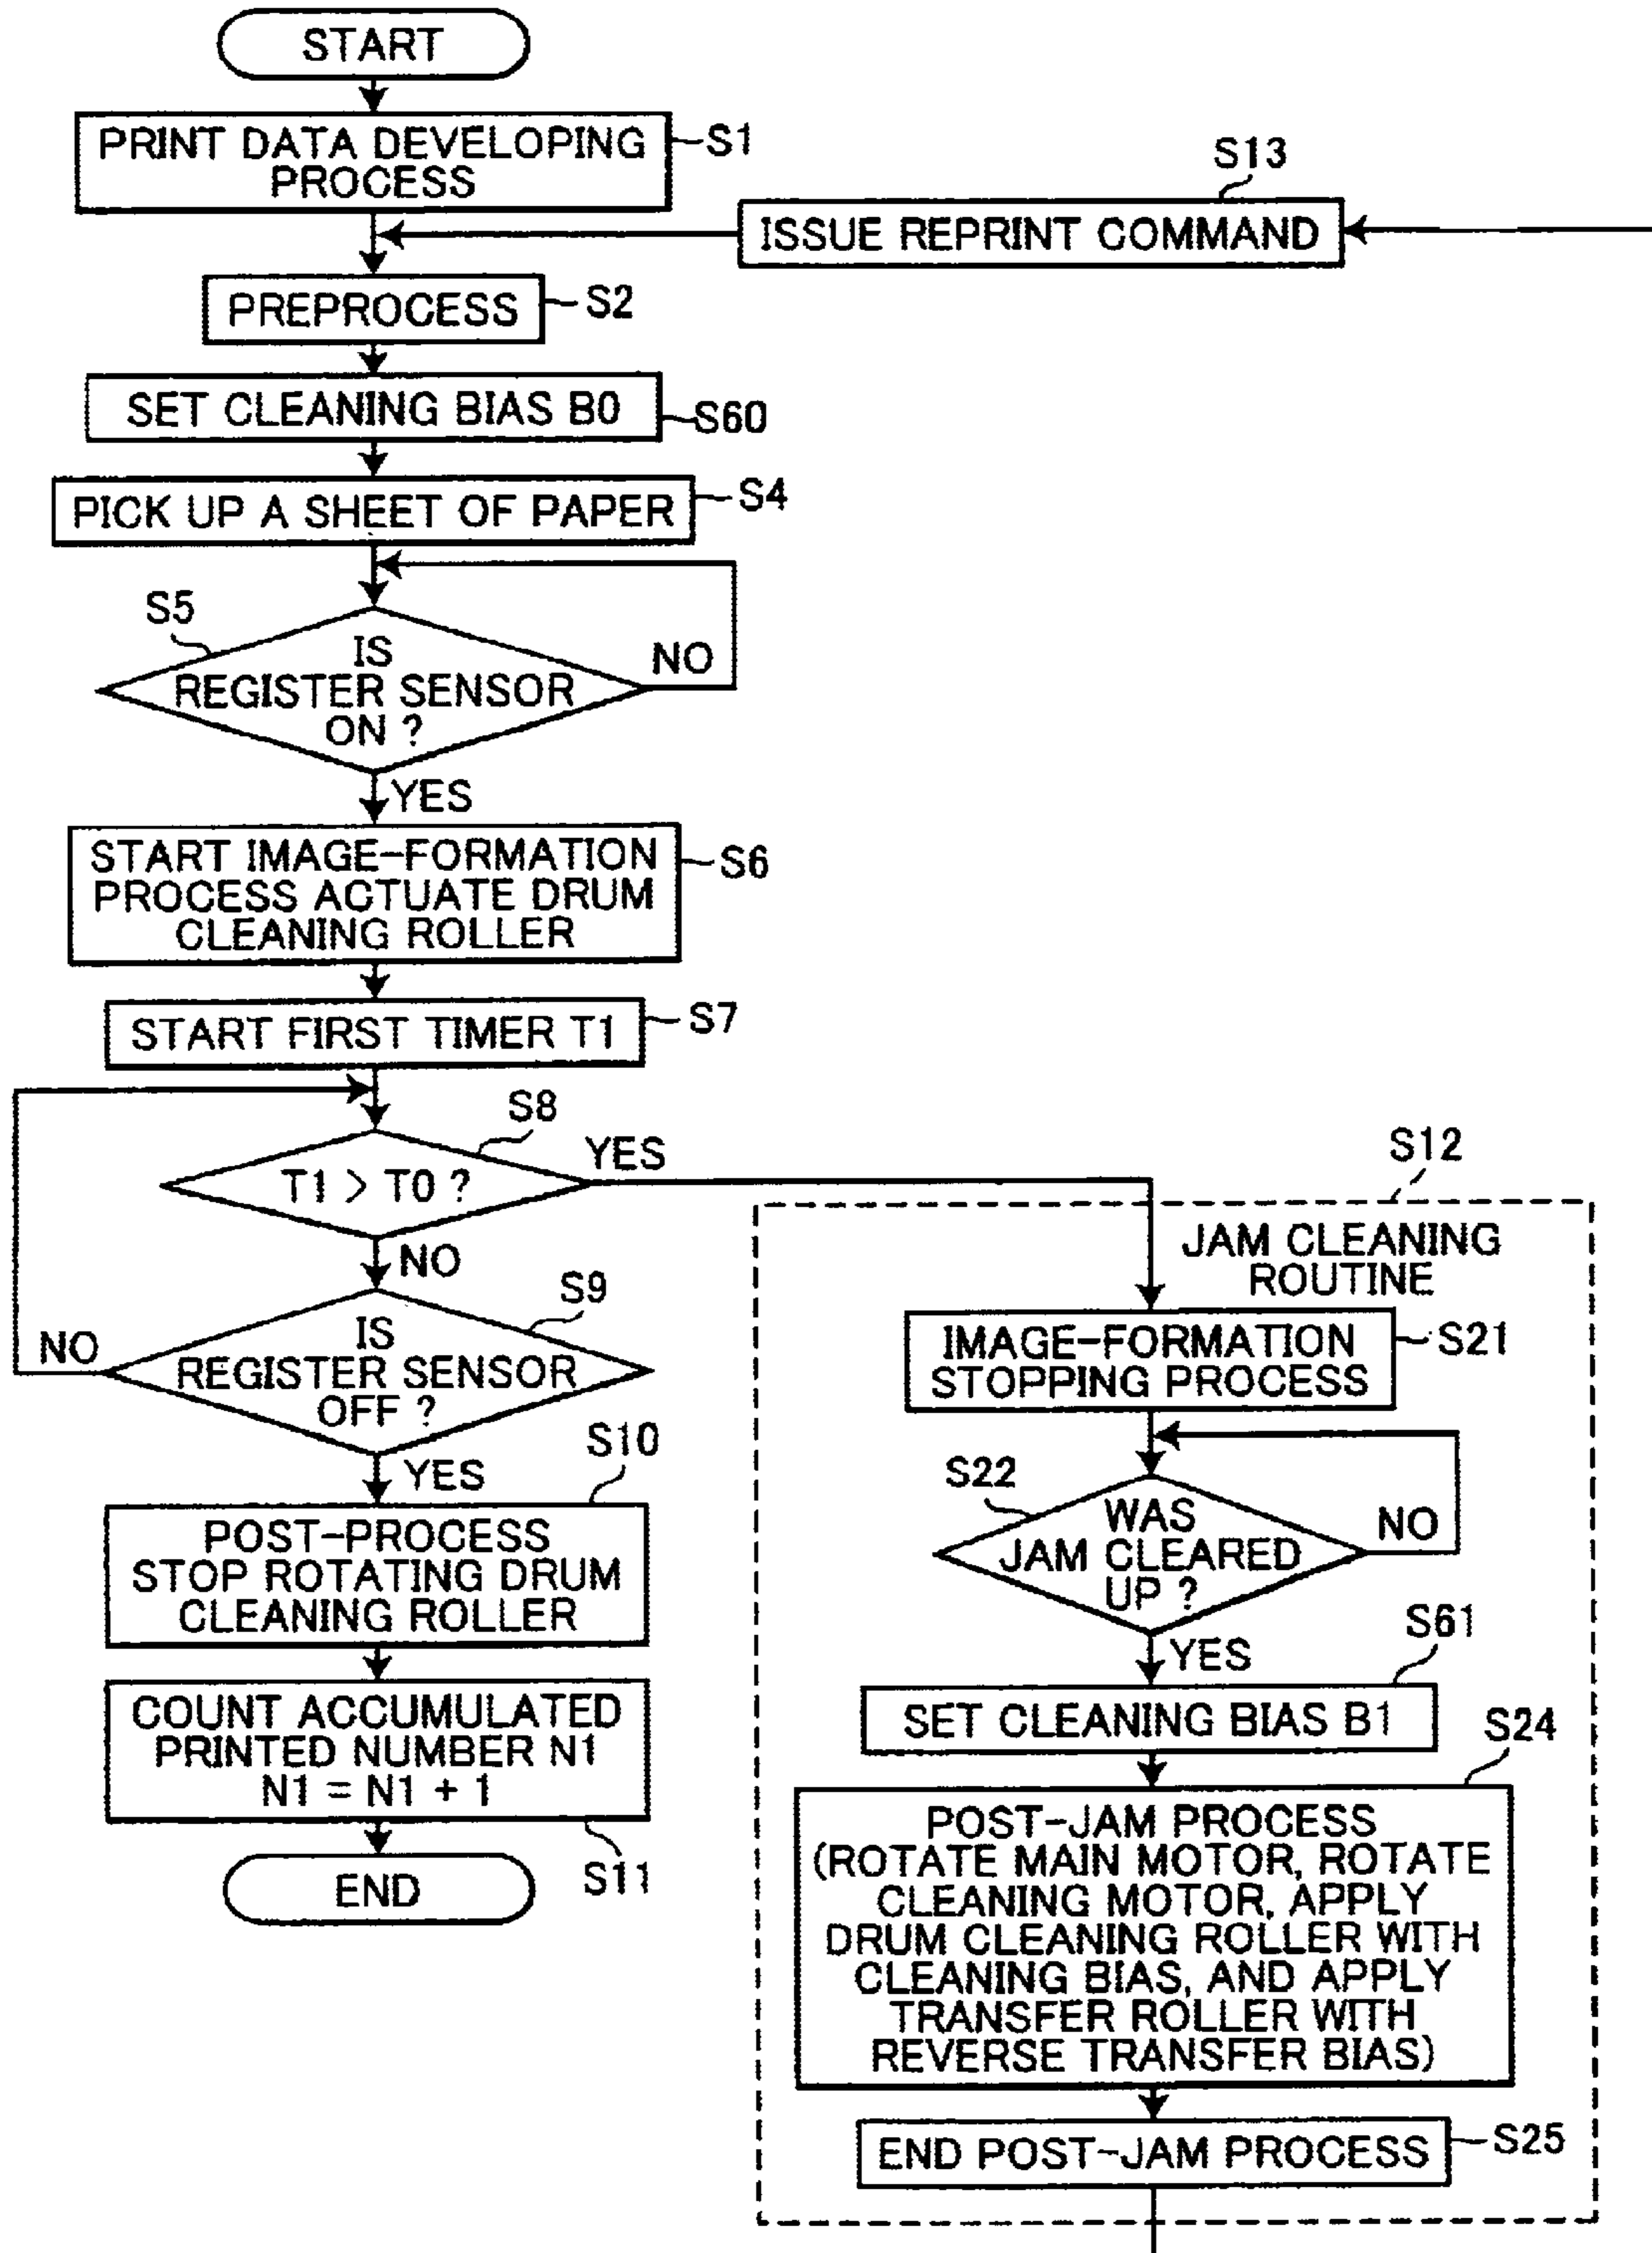 START
PRINT DATA DEVELOPING
PROCESS
S1
S13
ISSUE REPRINT COMMAND
PREPROCESS
S2
SET CLEANING BIAS B0
S60
PICK UP A SHEET OF PAPER
S4
S5
IS
REGISTER SENSOR
ON ?
NO
YES
START IMAGE-FORMATION
PROCESS ACTUATE DRUM
CLEANING ROLLER
S6
START FIRST TIMER T1
S7
S8
T1 > T0 ?
YES
NO
S9
IS
REGISTER SENSOR
OFF ?
NO
YES
S10
POST-PROCESS
STOP ROTATING DRUM
CLEANING ROLLER
COUNT ACCUMULATED
PRINTED NUMBER N1
N1 = N1 + 1
S11
END
S12
JAM CLEANING
ROUTINE
IMAGE-FORMATION
STOPPING PROCESS
S21
S22
WAS
JAM CLEARED
UP ?
NO
YES
S61
SET CLEANING BIAS B1
S24
POST-JAM PROCESS
(ROTATE MAIN MOTOR, ROTATE
CLEANING MOTOR, APPLY
DRUM CLEANING ROLLER WITH
CLEANING BIAS, AND APPLY
TRANSFER ROLLER WITH
REVERSE TRANSFER BIAS)
END POST-JAM PROCESS
S25